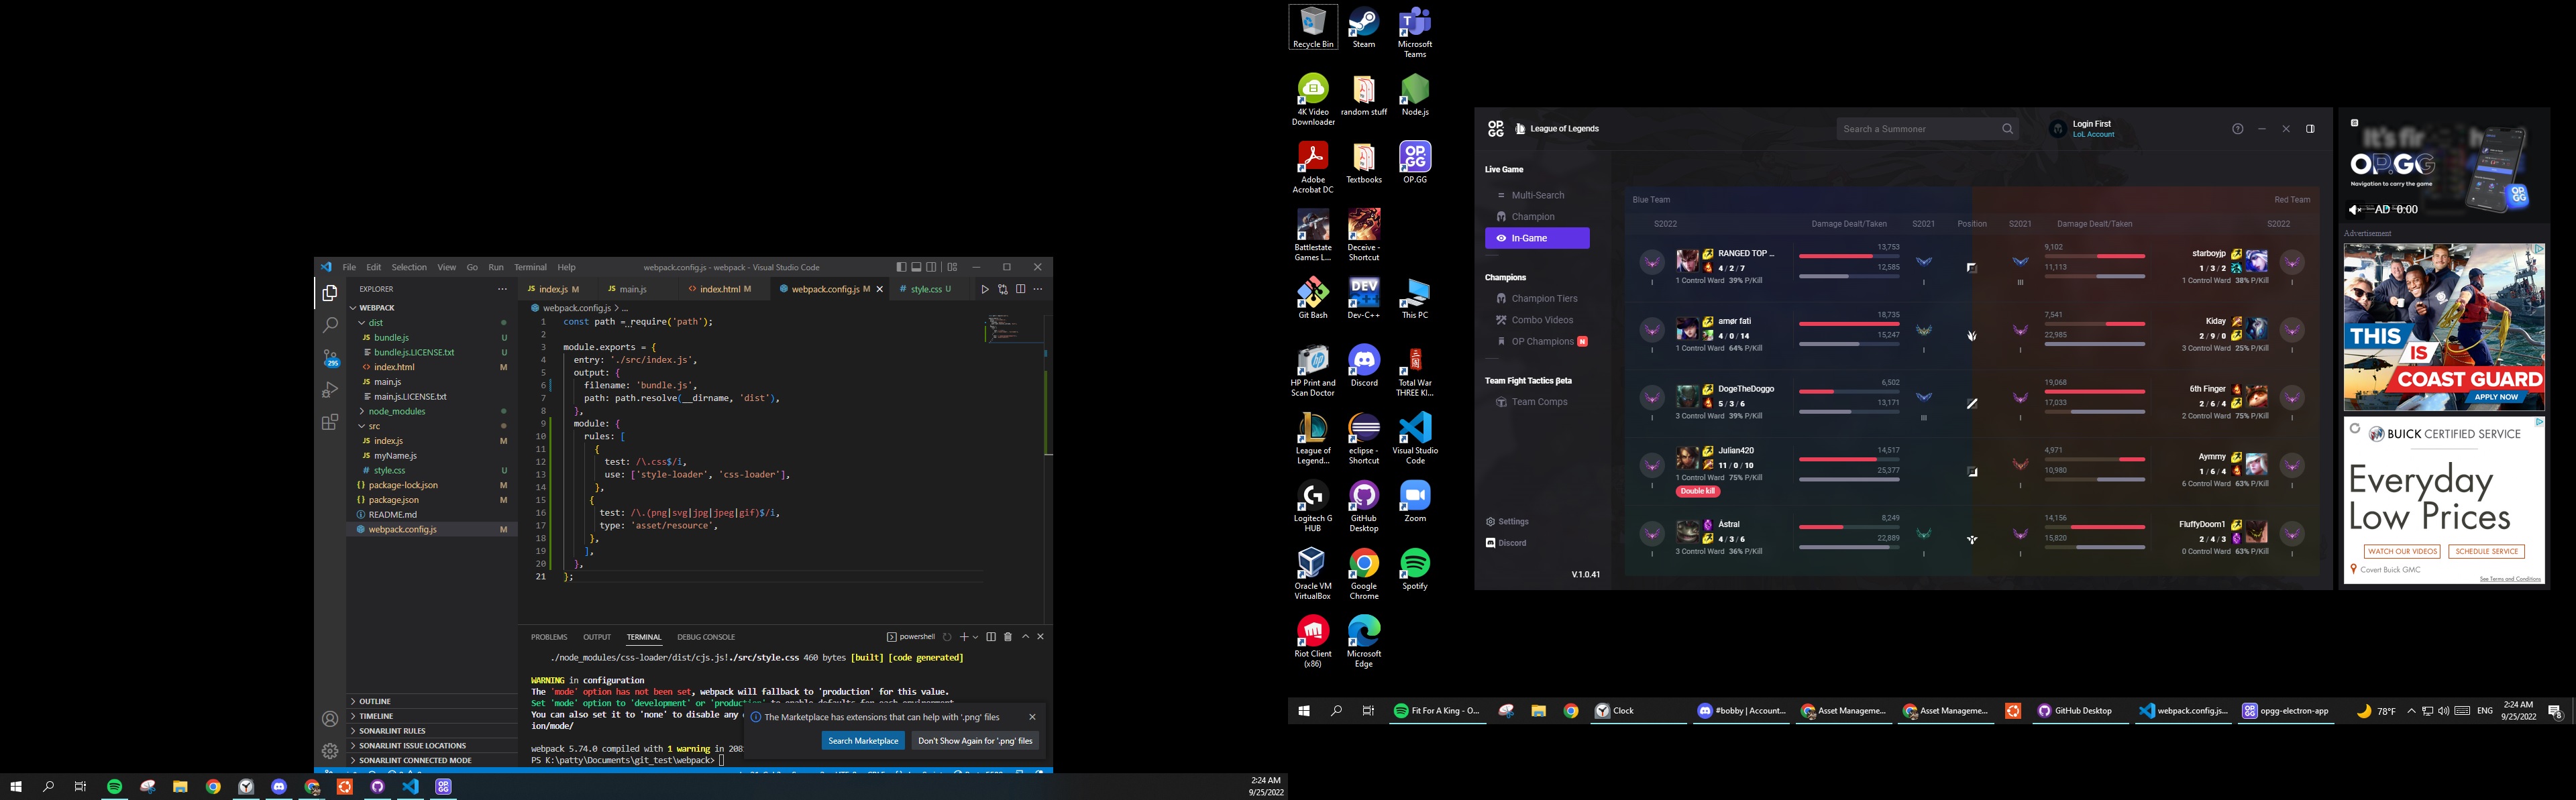 File Edit Selection View Go Run Terminal Help
webpack.config.js - webpack - Visual Studio Code
EXPLORER
WEBPACK
dist
bundle.js U
bundle.js.LICENSE.txt U
index.html M
main.js
main.js.LICENSE.txt
node_modules
src
index.js M
myName.js
style.css U
package-lock.json M
package.json M
README.md
webpack.config.js M
OUTLINE
TIMELINE
SONARLINT RULES
SONARLINT ISSUE LOCATIONS
SONARLINT CONNECTED MODE
295
index.js M main.js index.html M webpack.config.js M style.css U
webpack.config.js > ...
1 const path = require('path');
2
3 module.exports = {
4 entry: './src/index.js',
5 output: {
6 filename: 'bundle.js',
7 path: path.resolve(__dirname, 'dist'),
8 },
9 module: {
10 rules: [
11 {
12 test: /\.css$/i,
13 use: ['style-loader', 'css-loader'],
14 },
15 {
16 test: /\.(png|svg|jpg|jpeg|gif)$/i,
17 type: 'asset/resource',
18 },
19 ],
20 },
21 };
PROBLEMS OUTPUT TERMINAL DEBUG CONSOLE
powershell
./node_modules/css-loader/dist/cjs.js!./src/style.css 460 bytes [built] [code generated]
WARNING in configuration
The 'mode' option has not been set, webpack will fallback to 'production' for this value.
Set 'mode' option to 'development' or 'production'
You can also set it to 'none' to disable any
ion/mode/
webpack 5.74.0 compiled with 1 warning in 208
PS K:\patty\Documents\git_test\webpack>
The Marketplace has extensions that can help with '.png' files
Search Marketplace
Don't Show Again for '.png' files
2:24 AM
9/25/2022
Recycle Bin
Steam
Microsoft Teams
4K Video Downloader
random stuff
Node.js
Adobe Acrobat DC
Textbooks
OP.GG
Battlestate Games L...
Deceive - Shortcut
Git Bash
Dev-C++
This PC
HP Print and Scan Doctor
Discord
Total War THREE KI...
League of Legend...
eclipse - Shortcut
Visual Studio Code
Logitech G HUB
GitHub Desktop
Zoom
Oracle VM VirtualBox
Google Chrome
Spotify
Riot Client (x86)
Microsoft Edge
OP.GG
League of Legends
Search a Summoner
Login First
LoL Account
Live Game
Multi-Search
Champion
In-Game
Champions
Champion Tiers
Combo Videos
OP Champions N
Team Fight Tactics βeta
Team Comps
Settings
Discord
V.1.0.41
Blue Team
Red Team
S2022 Damage Dealt/Taken S2021 Position S2021 Damage Dealt/Taken S2022
RANGED TOP ...
4 / 2 / 7
1 Control Ward 39% P/Kill
13,753
12,585
9,102
11,113
starboyjp
1 / 3 / 2
1 Control Ward 38% P/Kill
amør fati
4 / 0 / 14
1 Control Ward 64% P/Kill
18,735
15,247
7,541
22,985
Kiday
2 / 9 / 0
3 Control Ward 25% P/Kill
DogeTheDoggo
5 / 3 / 6
3 Control Ward 39% P/Kill
6,502
13,171
19,068
17,033
6th Finger
2 / 6 / 4
2 Control Ward 75% P/Kill
Julian420
11 / 0 / 10
1 Control Ward 75% P/Kill
Double kill
14,517
25,377
4,971
10,980
Aymmy
1 / 6 / 4
6 Control Ward 63% P/Kill
Astral
4 / 3 / 6
3 Control Ward 36% P/Kill
8,249
22,889
14,156
15,820
FluffyDoom1
2 / 4 / 3
0 Control Ward 63% P/Kill
OP.GG
Navigation to carry the game
AD · 0:00
Advertisement
THIS
IS
COAST GUARD
APPLY NOW
BUICK CERTIFIED SERVICE
Everyday
Low Prices
WATCH OUR VIDEOS
SCHEDULE SERVICE
Covert Buick GMC
See Terms and Conditions
Fit For A King - O...
Clock
#bobby | Account...
Asset Manageme...
Asset Manageme...
GitHub Desktop
webpack.config.js...
opgg-electron-app
78°F
ENG
2:24 AM
9/25/2022
8